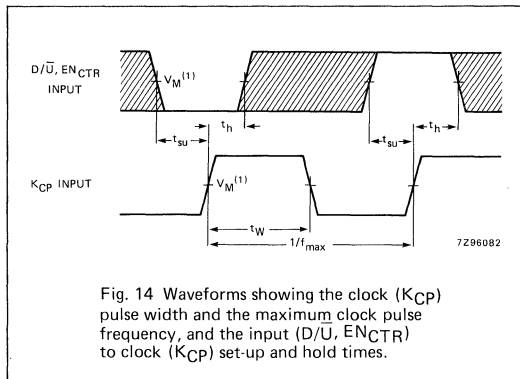 D/U̅, EN_CTR
INPUT
V_M(1)
t_h
t_h
t_su
t_su
K_CP INPUT
V_M(1)
t_W
1/f_max
7Z96082
Fig. 14 Waveforms showing the clock (K_CP)
pulse width and the maximum clock pulse
frequency, and the input (D/U̅, EN_CTR)
to clock (K_CP) set-up and hold times.